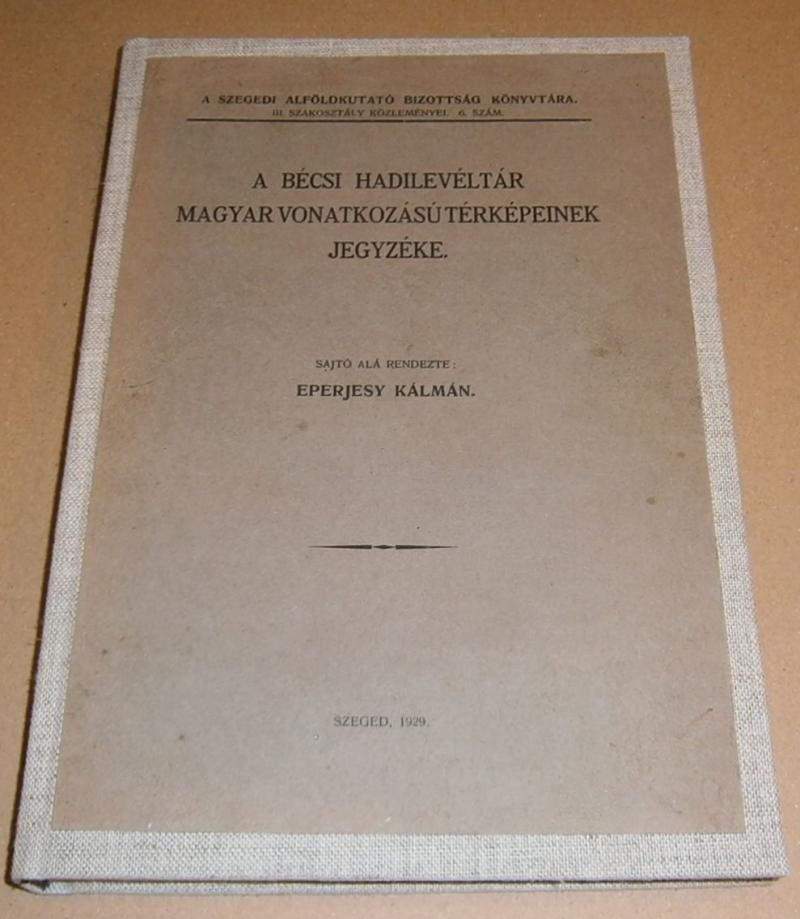 A SZEGEDI ALFÖLDKUTATÓ BIZOTTSÁG KÖNYVTÁRA.
III. SZAKOSZTÁLY KÖZLEMÉNYEI. 6. SZÁM.
A BÉCSI HADILEVÉLTÁR
MAGYAR VONATKOZÁSÚ TÉRKÉPEINEK
JEGYZÉKE.
SAJTÓ ALÁ RENDEZTE:
EPERJESY KÁLMÁN.
SZEGED, 1929.